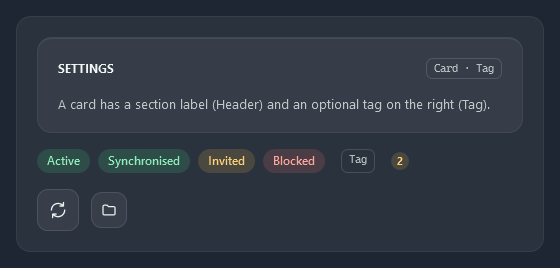 SETTINGS
Card · Tag
A card has a section label (Header) and an optional tag on the right (Tag).
Active Synchronised Invited Blocked Tag 2